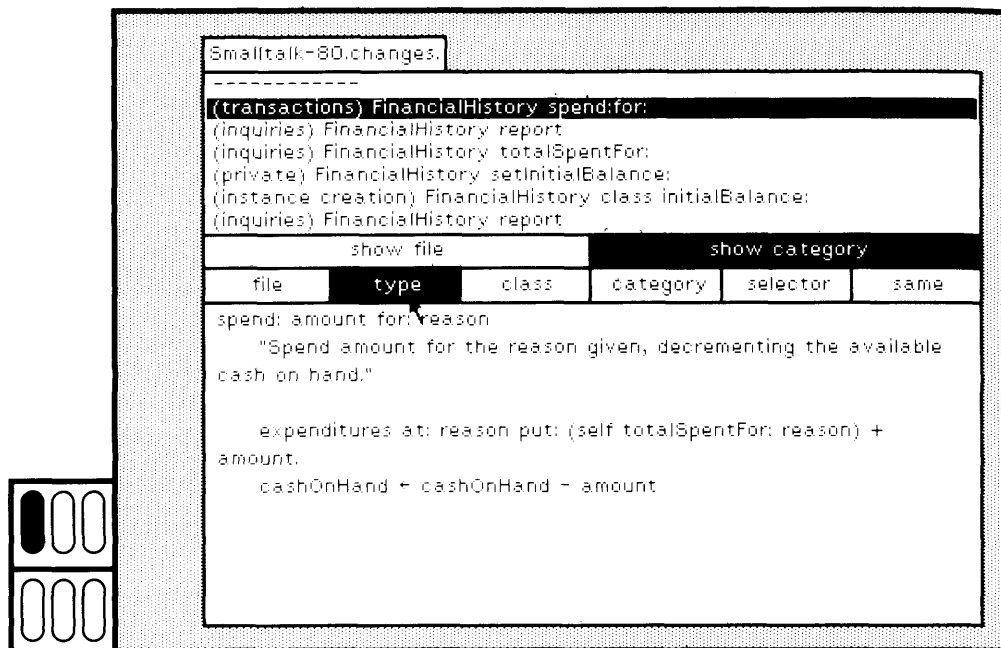 Smalltalk-80.changes.
-------------
(transactions) FinancialHistory spend:for:
(inquiries) FinancialHistory report
(inquiries) FinancialHistory totalSpentFor:
(private) FinancialHistory setInitialBalance:
(instance creation) FinancialHistory class initialBalance:
(inquiries) FinancialHistory report
show file show category
file type class category selector same
spend: amount for: reason
"Spend amount for the reason given, decrementing the available
cash on hand."
expenditures at: reason put: (self totalSpentFor: reason) +
amount.
cashOnHand ← cashOnHand - amount